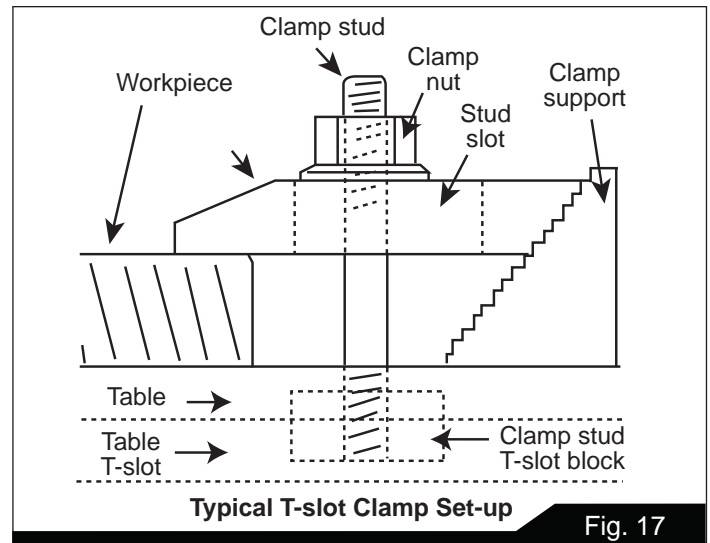 Clamp stud
Clamp
nut
Workpiece
Clamp
support
Stud
slot
Table
Table
T-slot
Clamp stud
T-slot block
Typical T-slot Clamp Set-up
Fig. 17